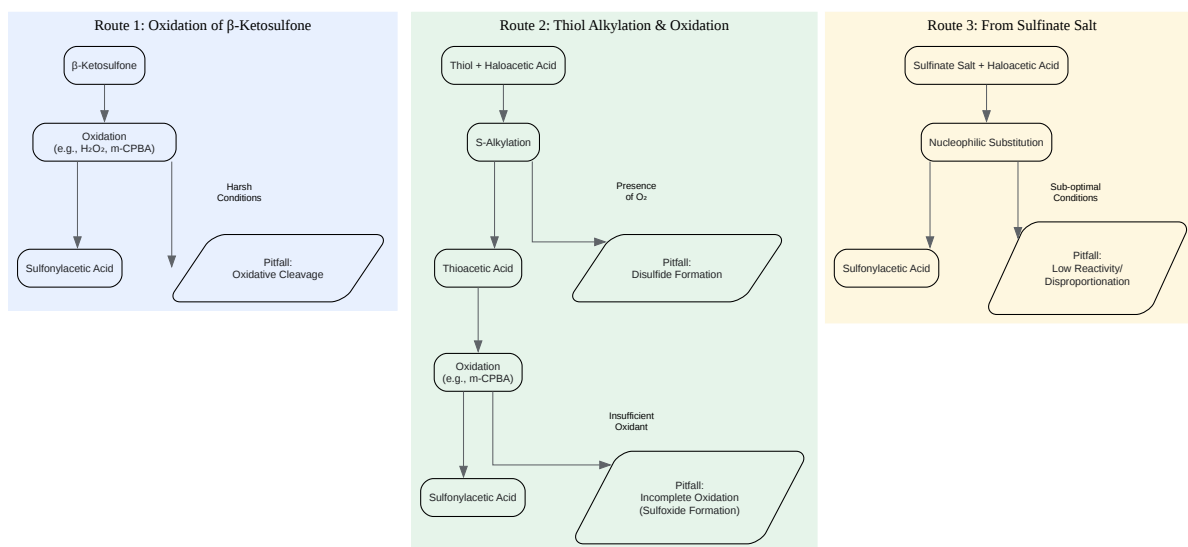 Route 1: Oxidation of β-Ketosulfone
β-Ketosulfone
Oxidation
(e.g., H₂O₂, m-CPBA)
Harsh
Conditions
Sulfonylacetic Acid
Pitfall:
Oxidative Cleavage
Route 2: Thiol Alkylation & Oxidation
Thiol + Haloacetic Acid
S-Alkylation
Presence
of O₂
Thioacetic Acid
Pitfall:
Disulfide Formation
Oxidation
(e.g., m-CPBA)
Insufficient
Oxidant
Sulfonylacetic Acid
Pitfall:
Incomplete Oxidation
(Sulfoxide Formation)
Route 3: From Sulfinate Salt
Sulfinate Salt + Haloacetic Acid
Nucleophilic Substitution
Sub-optimal
Conditions
Sulfonylacetic Acid
Pitfall:
Low Reactivity/
Disproportionation